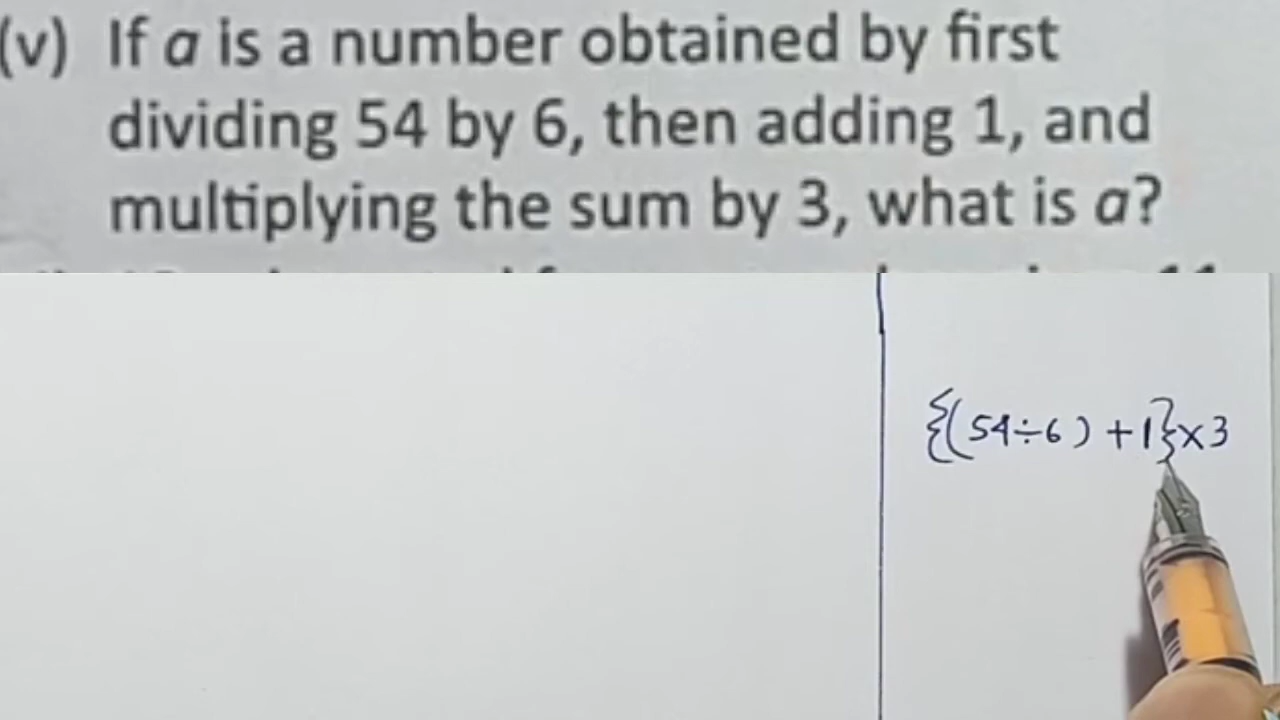 (v) If a is a number obtained by first
dividing 54 by 6, then adding 1, and
multiplying the sum by 3, what is a?
{(54÷6) +1}×3